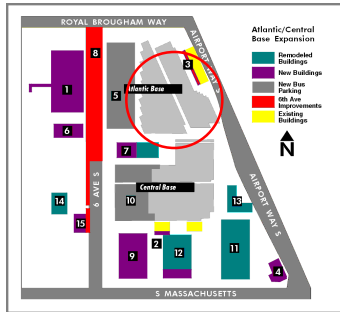 ROYAL BROUGHAM WAY
Atlantic/Central
Base Expansion
Remodeled
Buildings
New Buildings
New Bus
Parking
6th Ave
Improvements
Existing
Buildings
N
AIRPORT WAY S
8
3
1
5
Atlantic Base
6
7
6 AVE S
Central Base
AIRPORT WAY S
10
13
14
15
2
9
12
11
4
S MASSACHUSETTS